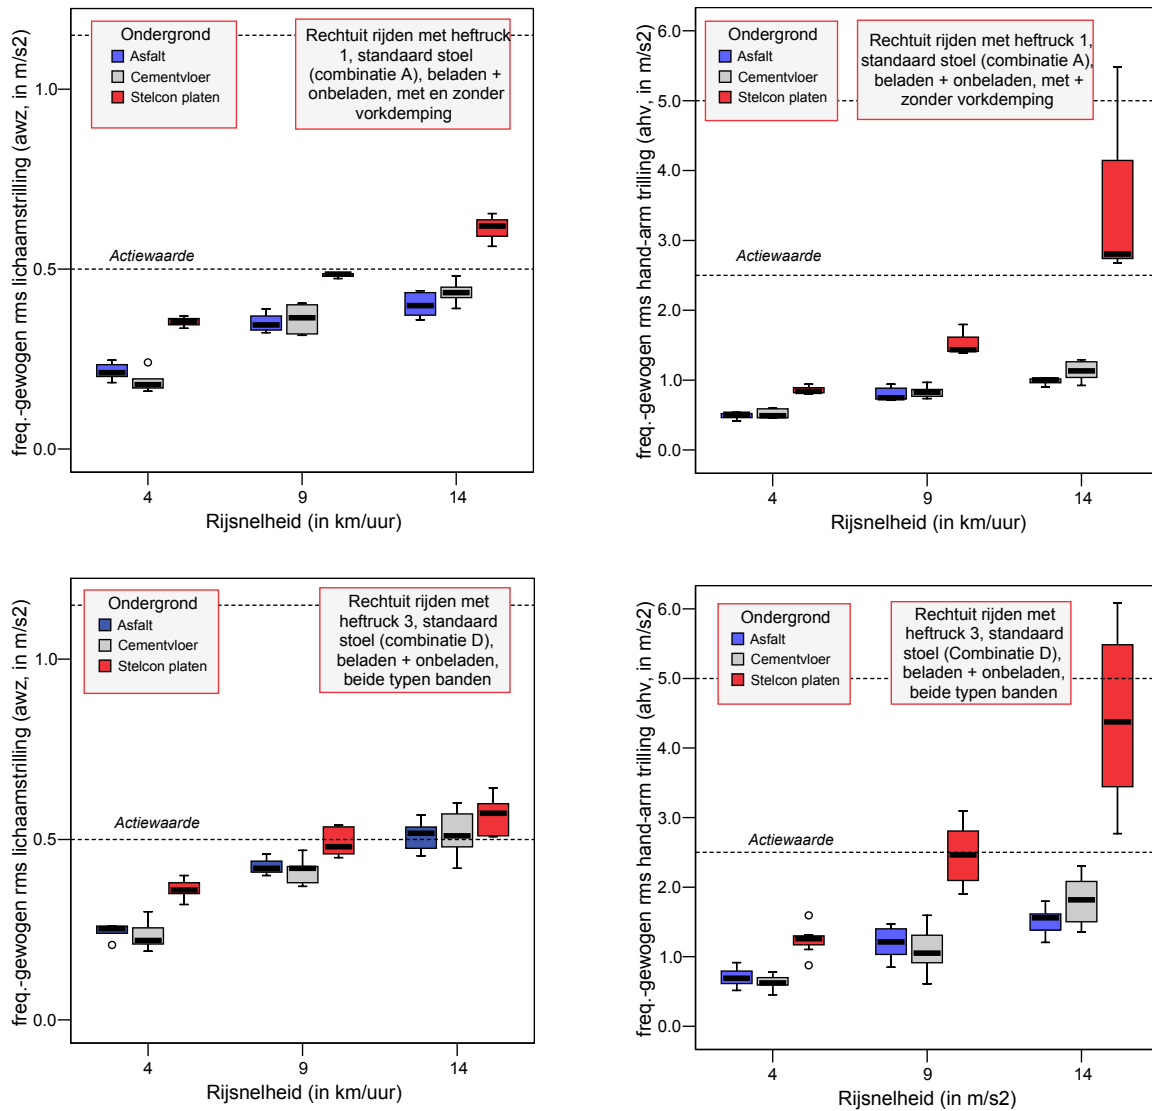 freq.-gewogen rms lichaamstrilling (awz, in m/s2)
1.0
0.5
0.0
Ondergrond
Asfalt
Cementvloer
Stelcon platen
Rechtuit rijden met heftruck
1, standaard stoel
(combinatie A), beladen +
onbeladen, met en zonder
vorkdemping
Actiewaarde
4
9
14
Rijsnelheid (in km/uur)
freq.-gewogen rms hand-arm trilling (ahv, in m/s2)
6.0
5.0
4.0
3.0
2.0
1.0
0.0
Ondergrond
Asfalt
Cementvloer
Stelcon platen
Rechtuit rijden met heftruck 1,
standaard stoel (combinatie A),
beladen + onbeladen, met +
zonder vorkdemping
Actiewaarde
4
9
14
Rijsnelheid (in km/uur)
freq.-gewogen rms lichaamstrilling (awz, in m/s2)
1.0
0.5
0.0
Ondergrond
Asfalt
Cementvloer
Stelcon platen
Rechtuit rijden met
heftruck 3, standaard
stoel (combinatie D),
beladen + onbeladen,
beide typen banden
Actiewaarde
4
9
14
Rijsnelheid (in km/uur)
freq.-gewogen rms hand-arm trilling (ahv, in m/s2)
6.0
5.0
4.0
3.0
2.0
1.0
0.0
Ondergrond
Asfalt
Cementvloer
Stelcon platen
Rechtuit rijden met
heftruck 3, standaard
stoel (Combinatie D),
beladen + onbeladen,
beide typen banden
Actiewaarde
4
9
14
Rijsnelheid (in m/s2)